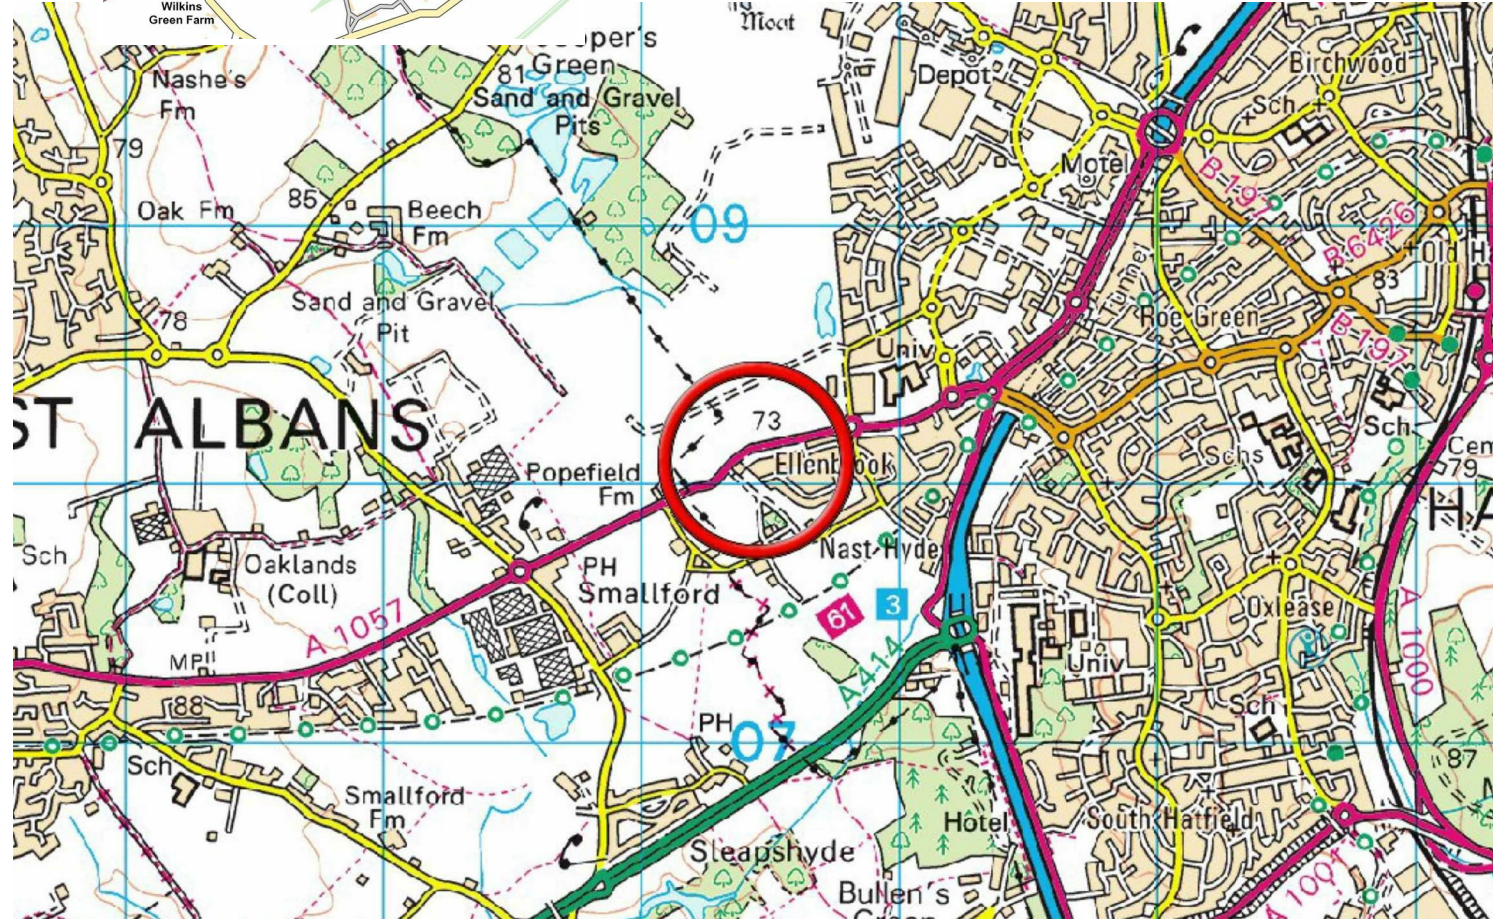 Wilkins
Green Farm
Moat
Nashe's
Fm
79
Oak Fm
85
Beech
Fm
81
Green
Sand and Gravel
Pits
Depot
Birchwood
Sch
Motel
B 197
B 6426
09
83
Tunnel
Roe Green
B 197
78
Sand and Gravel
Pit
Univ
ST ALBANS
73
Ellenbrook
Popefield
Fm
Schs
Sch
Cem
79
HA
Sch
Oaklands
(Coll)
PH
Smallford
Nast Hyde
61
3
Oxlease
A 1057
MP
A414
Univ
A 1000
88
PH
07
Sch
Sch
87
Smallford
Fm
Hotel
South Hatfield
Sleapshyde
Bullen's
Green
A 1001